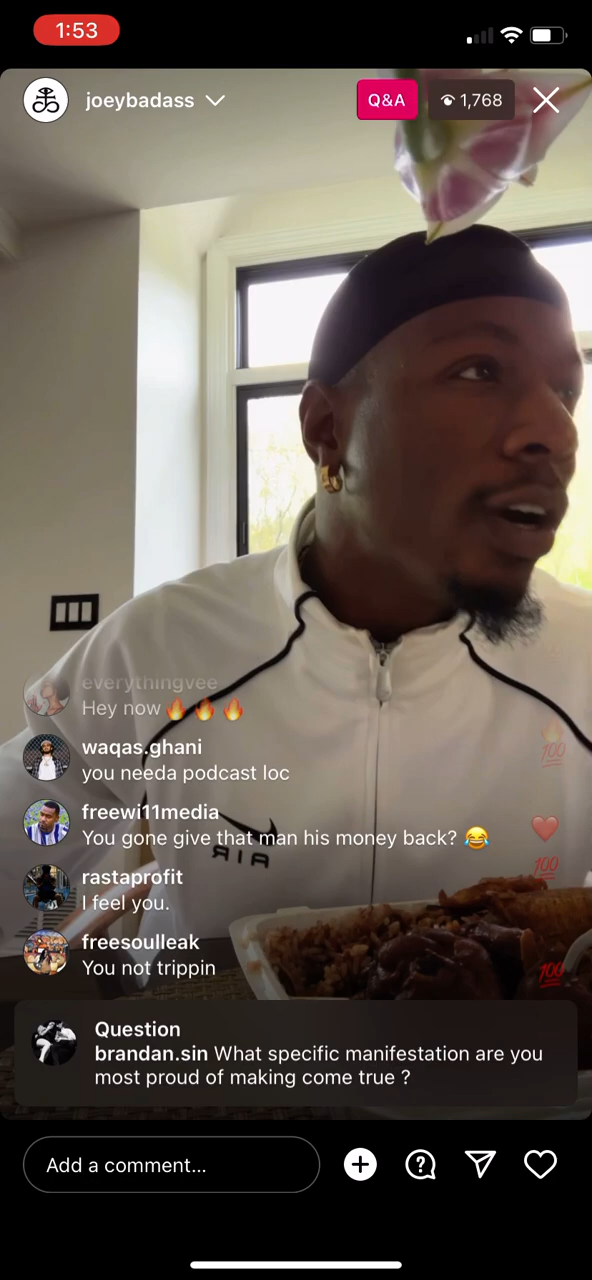 1:53
joeybadass
Q&A
1,768
everythingvee
Hey now 🔥 🔥 🔥
waqas.ghani
you needa podcast loc
freewi11media
You gone give that man his money back? 😂
AIR
rastaprofit
I feel you.
freesoulleak
You not trippin
💯
💯
💯
Question
brandan.sin What specific manifestation are you
most proud of making come true ?
Add a comment...